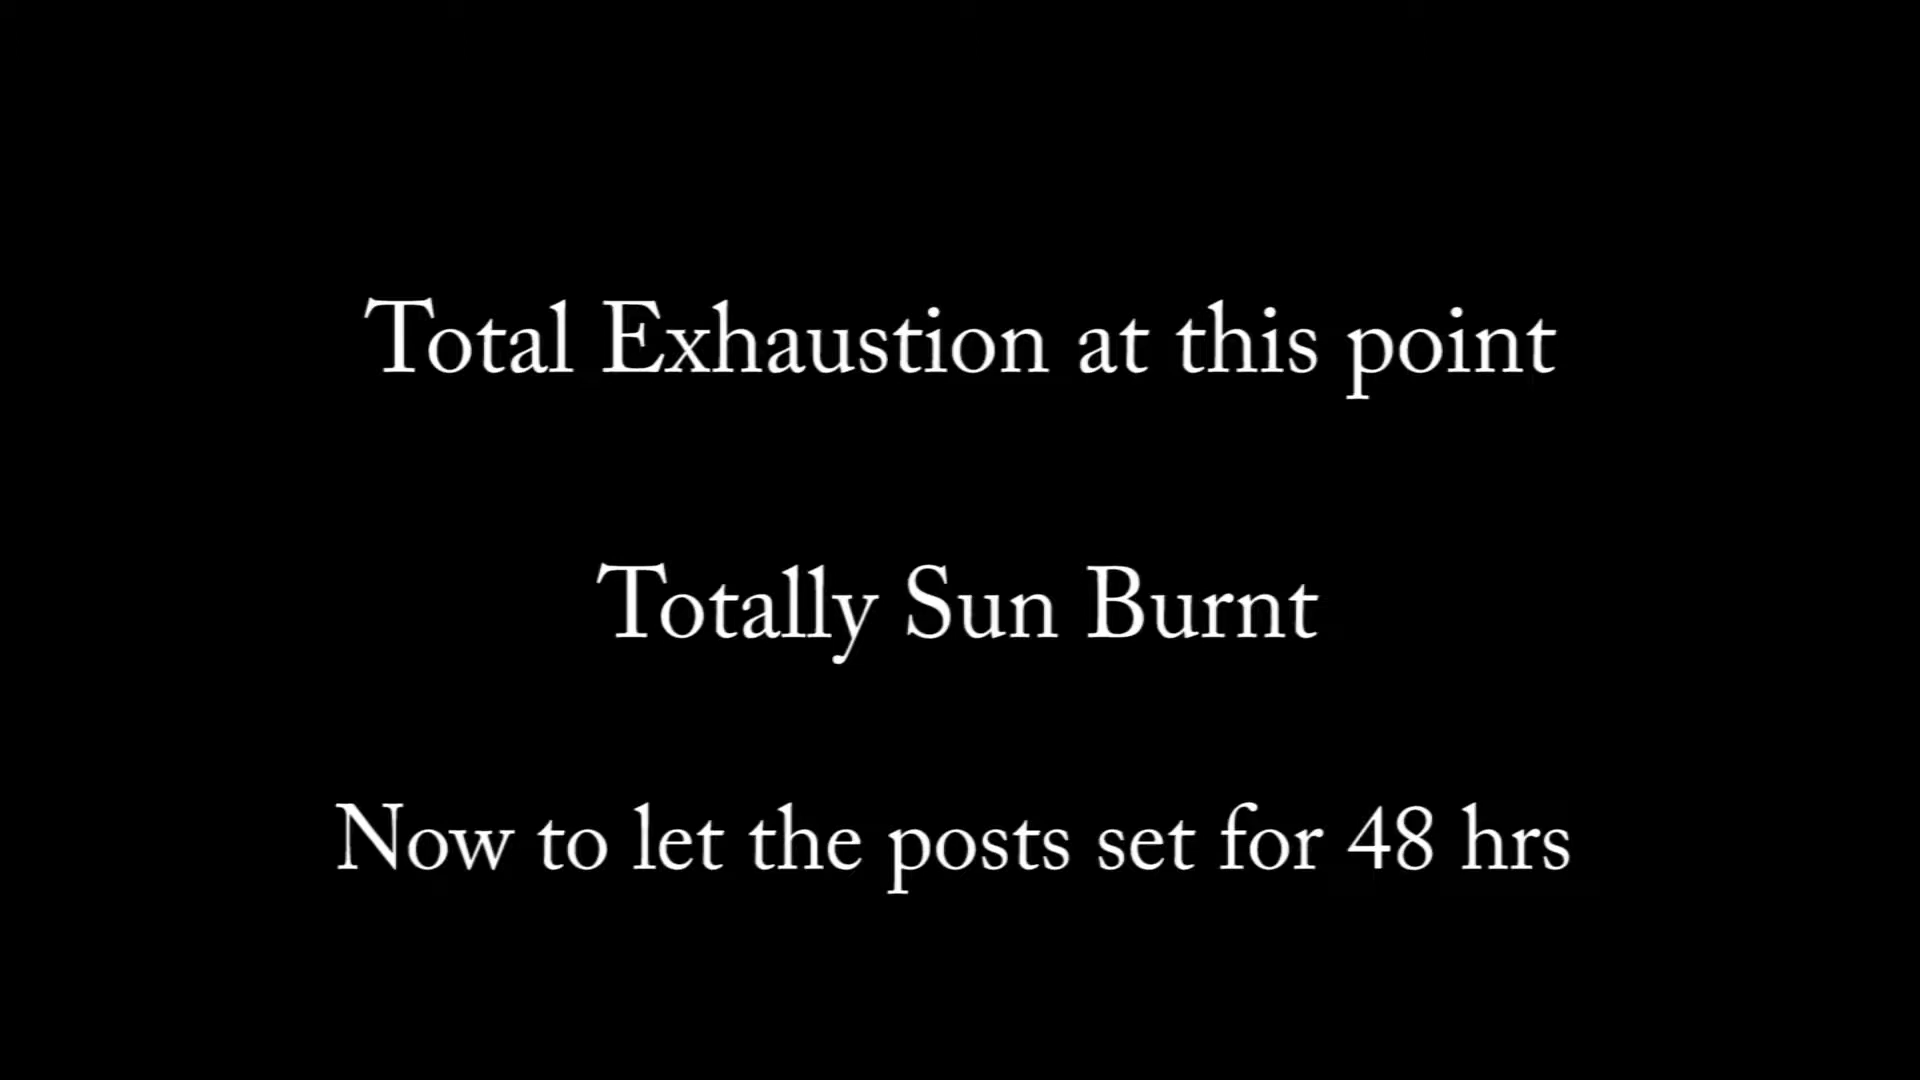 Total Exhaustion at this point
Totally Sun Burnt
Now to let the posts set for 48 hrs